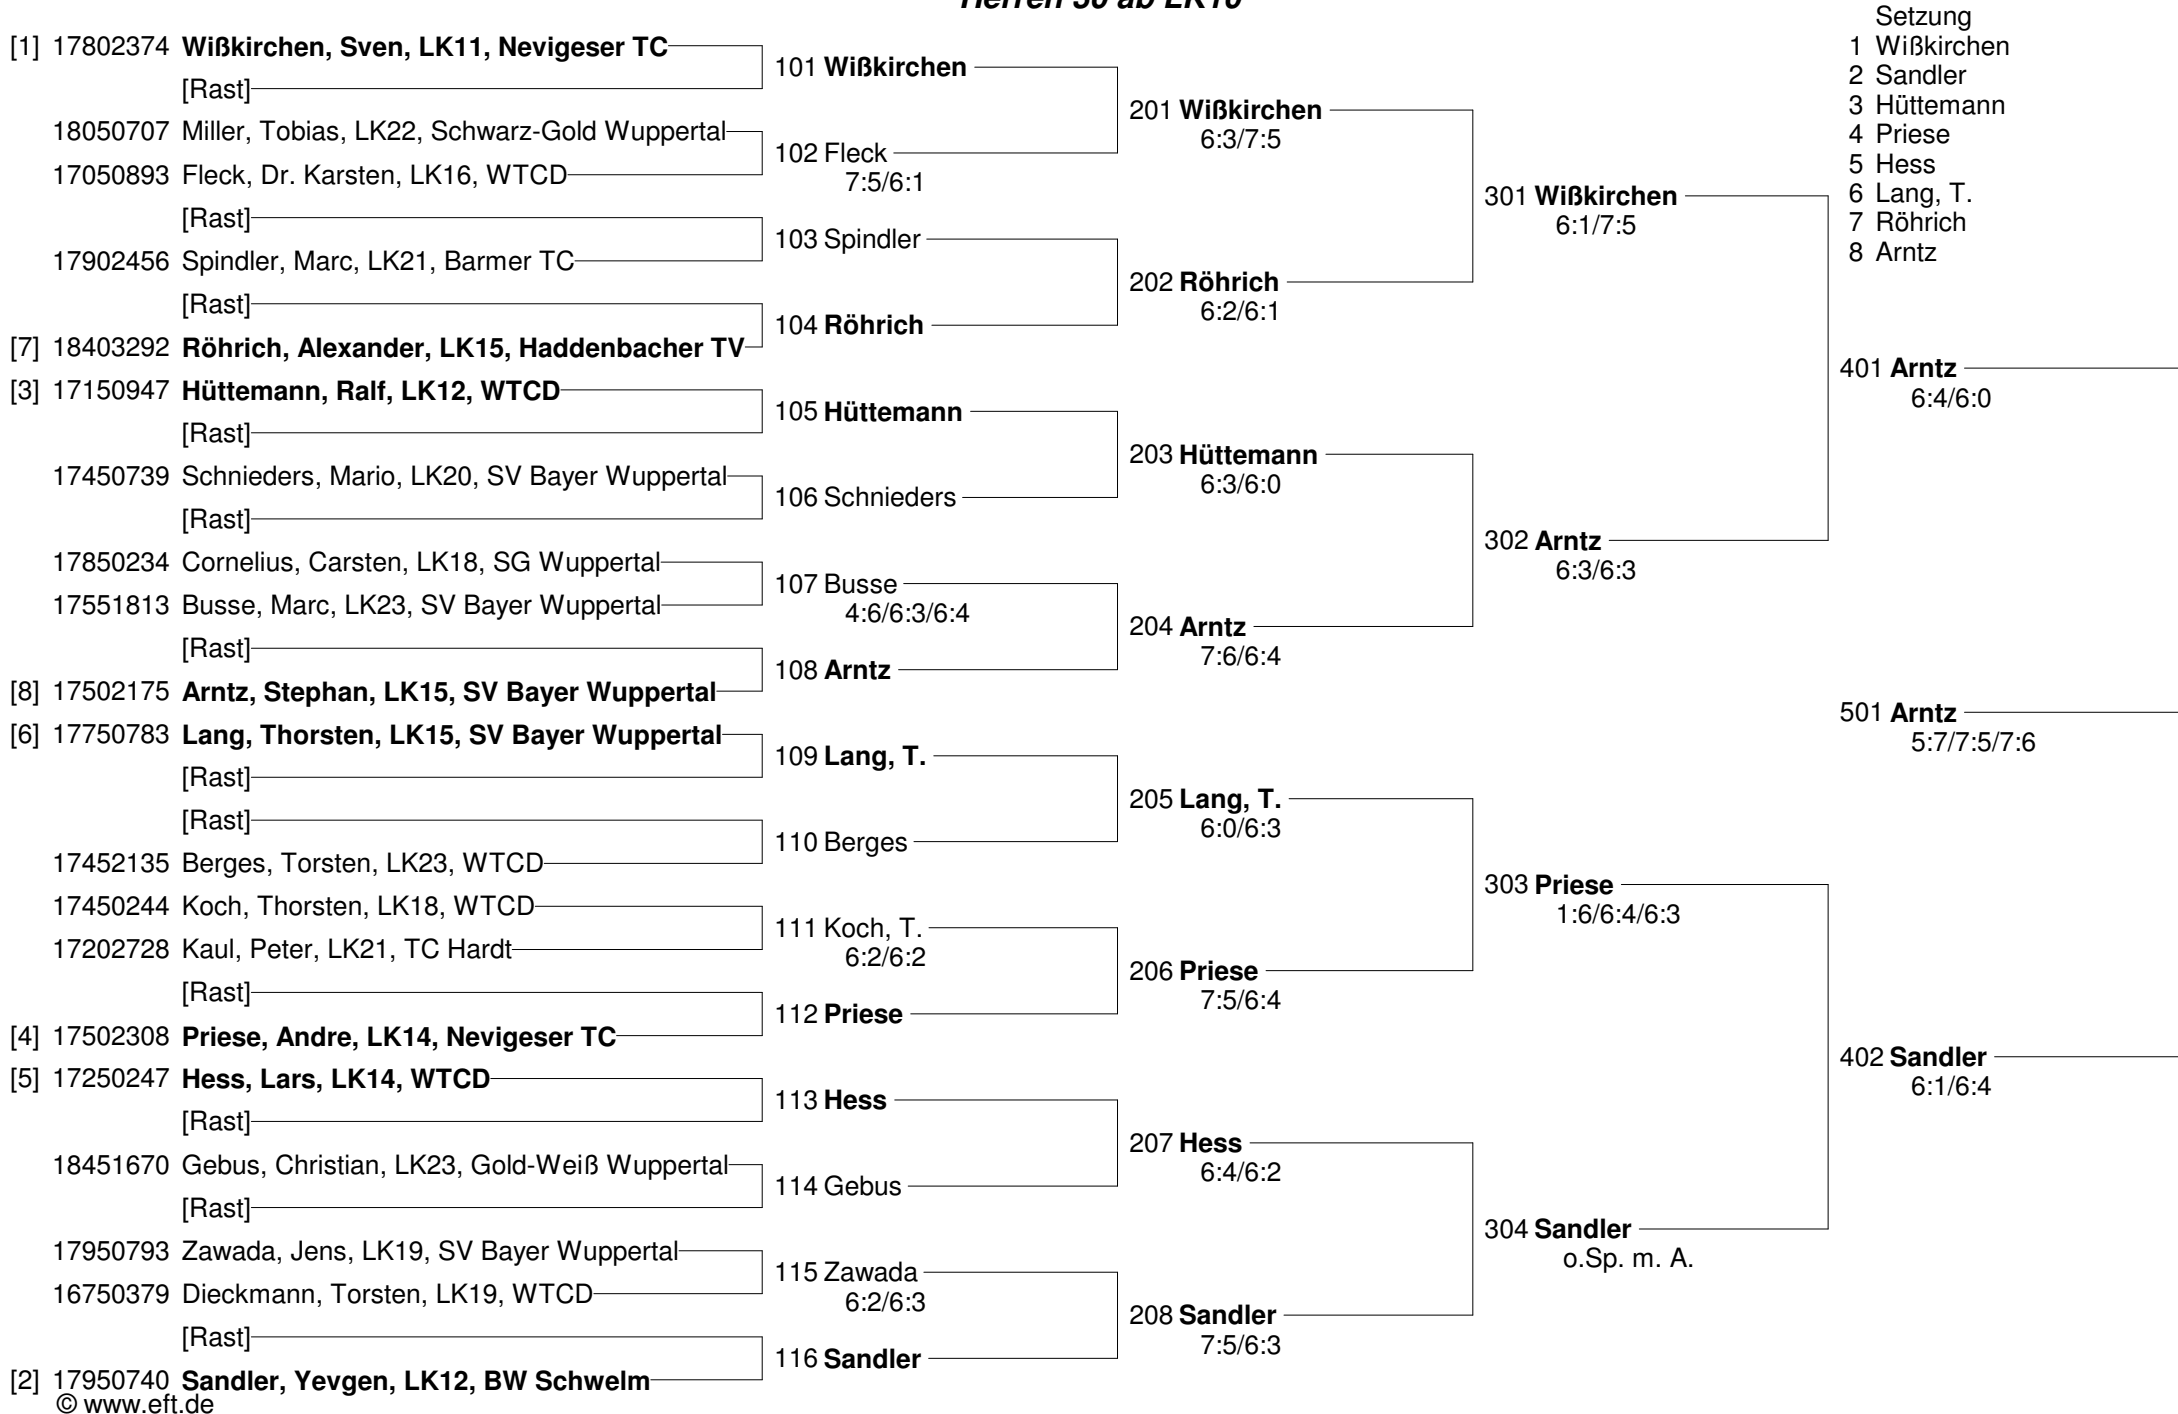 Herren 30 ab LK10
Setzung
1 Wißkirchen
2 Sandler
3 Hüttemann
4 Priese
5 Hess
6 Lang, T.
7 Röhrich
8 Arntz
[1] 17802374 Wißkirchen, Sven, LK11, Nevigeser TC
[Rast]
18050707 Miller, Tobias, LK22, Schwarz-Gold Wuppertal
17050893 Fleck, Dr. Karsten, LK16, WTCD
[Rast]
17902456 Spindler, Marc, LK21, Barmer TC
[Rast]
[7] 18403292 Röhrich, Alexander, LK15, Haddenbacher TV
[3] 17150947 Hüttemann, Ralf, LK12, WTCD
[Rast]
17450739 Schnieders, Mario, LK20, SV Bayer Wuppertal
[Rast]
17850234 Cornelius, Carsten, LK18, SG Wuppertal
17551813 Busse, Marc, LK23, SV Bayer Wuppertal
[Rast]
[8] 17502175 Arntz, Stephan, LK15, SV Bayer Wuppertal
[6] 17750783 Lang, Thorsten, LK15, SV Bayer Wuppertal
[Rast]
[Rast]
17452135 Berges, Torsten, LK23, WTCD
17450244 Koch, Thorsten, LK18, WTCD
17202728 Kaul, Peter, LK21, TC Hardt
[Rast]
[4] 17502308 Priese, Andre, LK14, Nevigeser TC
[5] 17250247 Hess, Lars, LK14, WTCD
[Rast]
18451670 Gebus, Christian, LK23, Gold-Weiß Wuppertal
[Rast]
17950793 Zawada, Jens, LK19, SV Bayer Wuppertal
16750379 Dieckmann, Torsten, LK19, WTCD
[Rast]
[2] 17950740 Sandler, Yevgen, LK12, BW Schwelm
© www.eft.de
101 Wißkirchen
102 Fleck
7:5/6:1
103 Spindler
104 Röhrich
105 Hüttemann
106 Schnieders
107 Busse
4:6/6:3/6:4
108 Arntz
109 Lang, T.
110 Berges
111 Koch, T.
6:2/6:2
112 Priese
113 Hess
114 Gebus
115 Zawada
6:2/6:3
116 Sandler
201 Wißkirchen
6:3/7:5
202 Röhrich
6:2/6:1
203 Hüttemann
6:3/6:0
204 Arntz
7:6/6:4
205 Lang, T.
6:0/6:3
206 Priese
7:5/6:4
207 Hess
6:4/6:2
208 Sandler
7:5/6:3
301 Wißkirchen
6:1/7:5
302 Arntz
6:3/6:3
303 Priese
1:6/6:4/6:3
304 Sandler
o.Sp. m. A.
401 Arntz
6:4/6:0
501 Arntz
5:7/7:5/7:6
402 Sandler
6:1/6:4